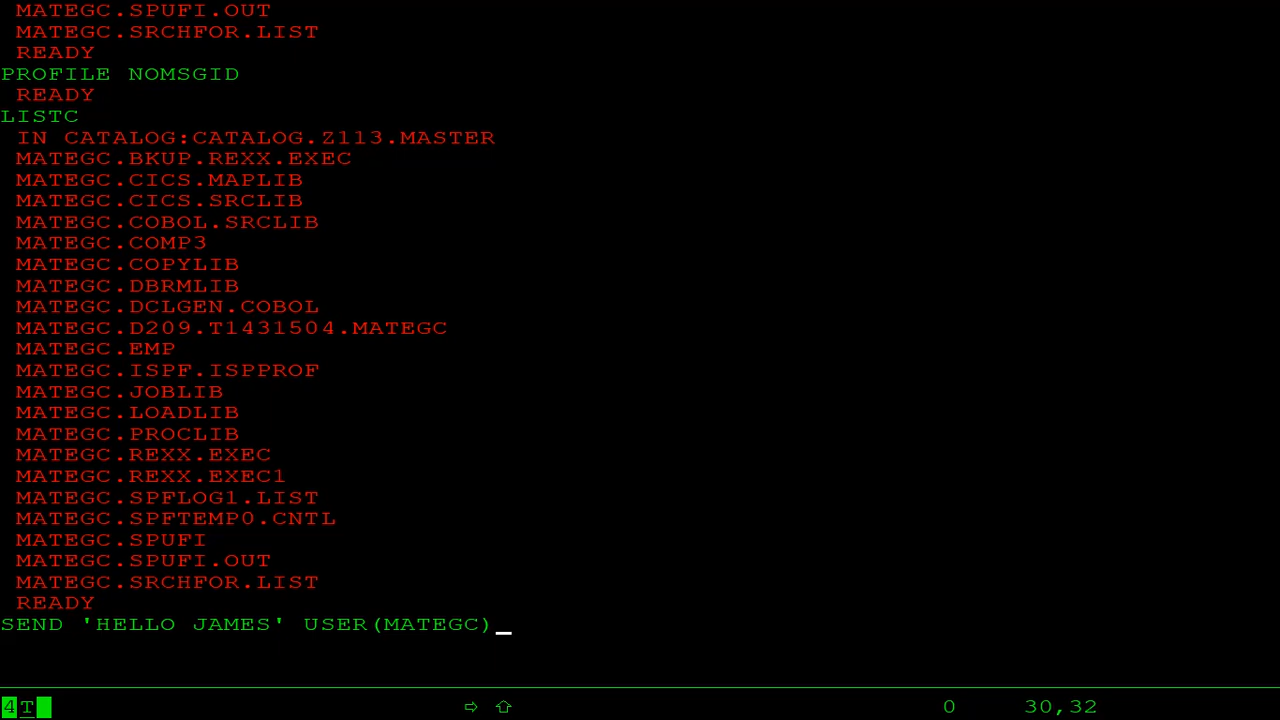 MATEGC.SPUFI.OUT
MATEGC.SRCHFOR.LIST
READY
PROFILE NOMSGID
READY
LISTC
IN CATALOG:CATALOG.Z113.MASTER
MATEGC.BKUP.REXX.EXEC
MATEGC.CICS.MAPLIB
MATEGC.CICS.SRCLIB
MATEGC.COBOL.SRCLIB
MATEGC.COMP3
MATEGC.COPYLIB
MATEGC.DBRMLIB
MATEGC.DCLGEN.COBOL
MATEGC.D209.T1431504.MATEGC
MATEGC.EMP
MATEGC.ISPF.ISPPROF
MATEGC.JOBLIB
MATEGC.LOADLIB
MATEGC.PROCLIB
MATEGC.REXX.EXEC
MATEGC.REXX.EXEC1
MATEGC.SPFLOG1.LIST
MATEGC.SPFTEMP0.CNTL
MATEGC.SPUFI
MATEGC.SPUFI.OUT
MATEGC.SRCHFOR.LIST
READY
SEND 'HELLO JAMES' USER(MATEGC)_
4T ⇨ ⇧ 0 30,32